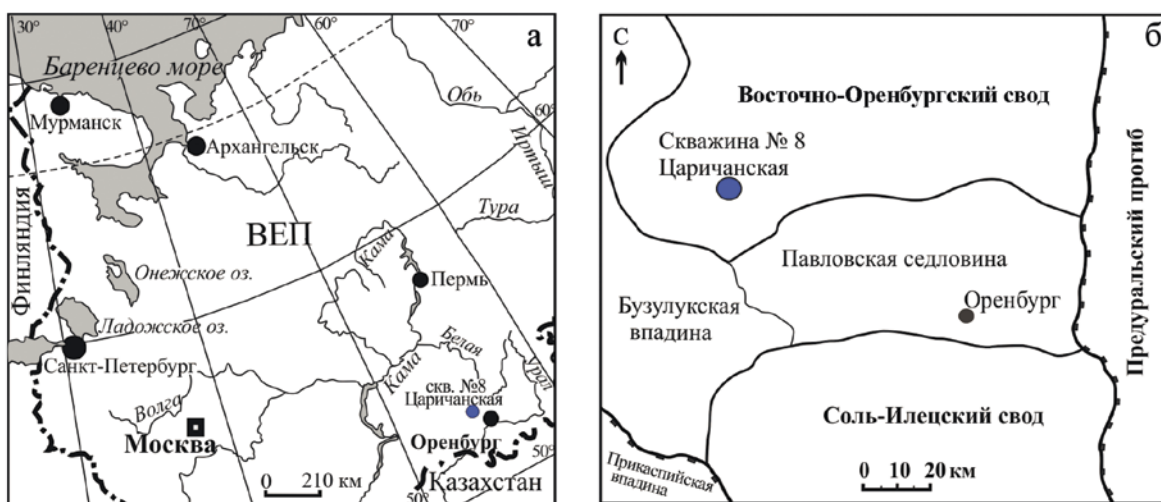 а
30°
40°
70°
60°
70°
Баренцево море
Обь
60°
Мурманск
Архангельск
Иртыш
Финляндия
ВЕП
Тура
Кама
Онежское оз.
Пермь
Ладожское оз.
Белая
Санкт-Петербург
Кама
урал
скв. №8
Царичанская
Волга
Москва
Оренбург
50°
0 210 км
Казахстан
50°
б
С
Восточно-Оренбургский свод
Скважина № 8
Царичанская
Предуральский прогиб
Павловская седловина
Бузулукская
впадина
Оренбург
Соль-Илецский свод
Прикаспийская
впадина
0 10 20 км